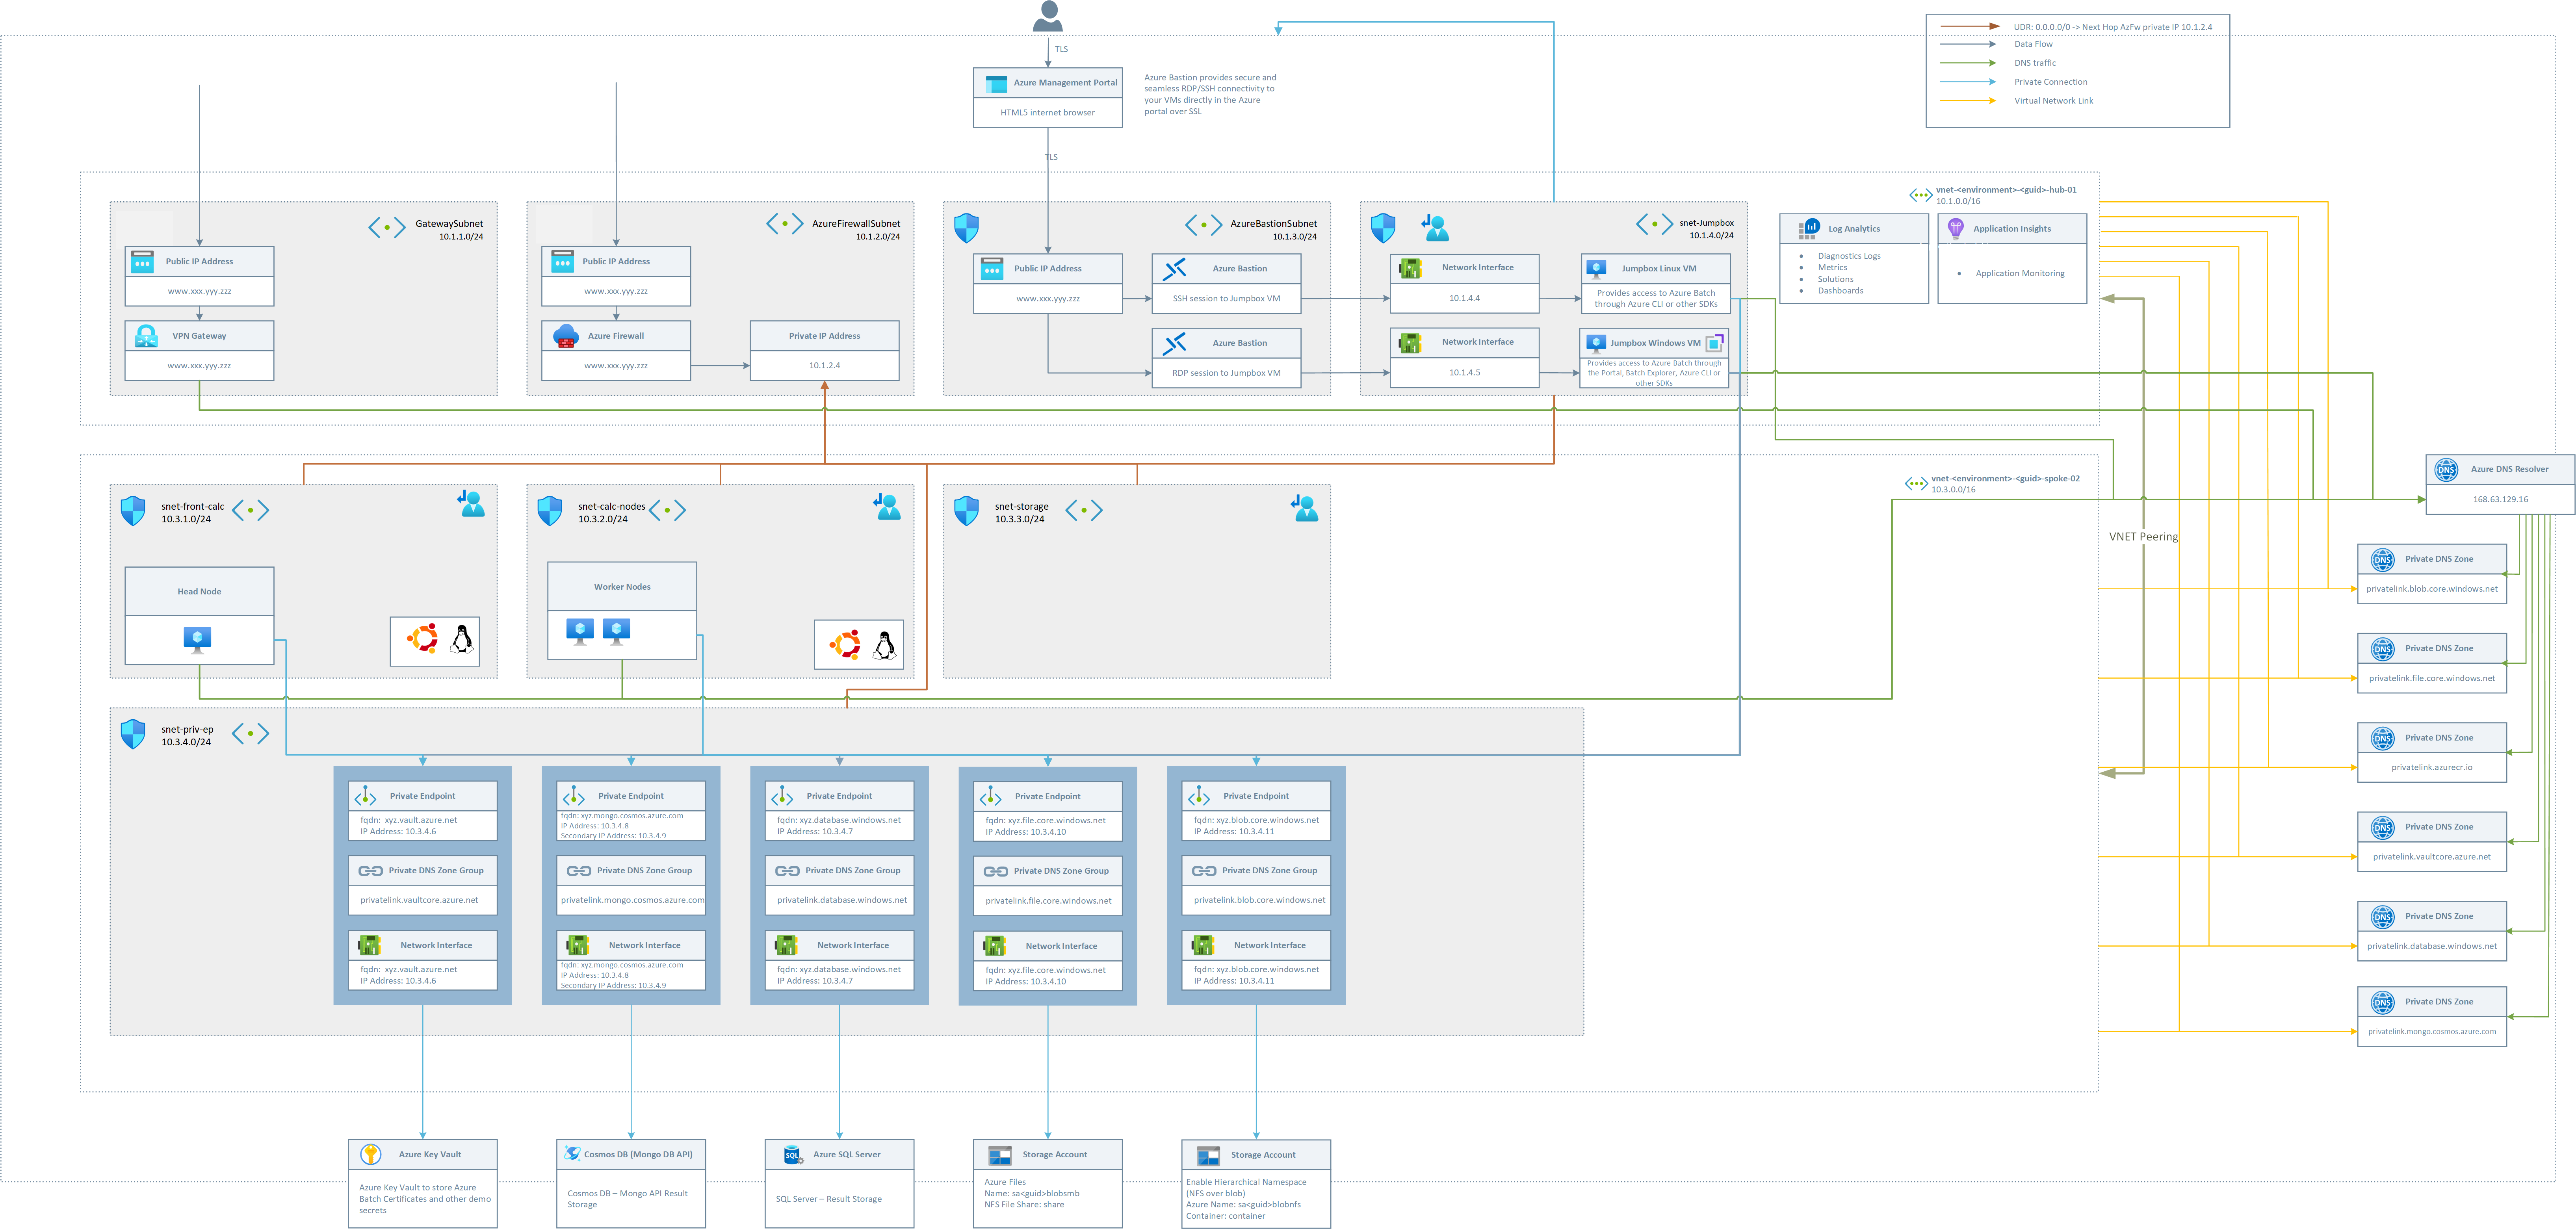 UDR: 0.0.0.0/0 -> Next Hop AzFw private IP 10.1.2.4
Data Flow
DNS traffic
Private Connection
Virtual Network Link
TLS
Azure Management Portal
HTML5 internet browser
Azure Bastion provides secure and
seamless RDP/SSH connectivity to
your VMs directly in the Azure
portal over SSL
TLS
vnet-<environment>-<guid>-hub-01
10.1.0.0/16
GatewaySubnet
10.1.1.0/24
Public IP Address
www.xxx.yyy.zzz
VPN Gateway
www.xxx.yyy.zzz
AzureFirewallSubnet
10.1.2.0/24
Public IP Address
www.xxx.yyy.zzz
Azure Firewall
www.xxx.yyy.zzz
Private IP Address
10.1.2.4
AzureBastionSubnet
10.1.3.0/24
Public IP Address
www.xxx.yyy.zzz
Azure Bastion
SSH session to Jumpbox VM
Azure Bastion
RDP session to Jumpbox VM
snet-Jumpbox
10.1.4.0/24
Network Interface
10.1.4.4
Jumpbox Linux VM
Provides access to Azure Batch
through Azure CLI or other SDKs
Network Interface
10.1.4.5
Jumpbox Windows VM
Provides access to Azure Batch through
the Portal, Batch Explorer, Azure CLI or
other SDKs
Log Analytics
• Diagnostics Logs
• Metrics
• Solutions
• Dashboards
Application Insights
• Application Monitoring
vnet-<environment>-<guid>-spoke-02
10.3.0.0/16
VNET Peering
snet-front-calc
10.3.1.0/24
Head Node
snet-calc-nodes
10.3.2.0/24
Worker Nodes
snet-storage
10.3.3.0/24
snet-priv-ep
10.3.4.0/24
Private Endpoint
fqdn: xyz.vault.azure.net
IP Address: 10.3.4.6
Private DNS Zone Group
privatelink.vaultcore.azure.net
Network Interface
fqdn: xyz.vault.azure.net
IP Address: 10.3.4.6
Private Endpoint
fqdn: xyz.mongo.cosmos.azure.com
IP Address: 10.3.4.8
Secondary IP Address: 10.3.4.9
Private DNS Zone Group
privatelink.mongo.cosmos.azure.com
Network Interface
fqdn: xyz.mongo.cosmos.azure.com
IP Address: 10.3.4.8
Secondary IP Address: 10.3.4.9
Private Endpoint
fqdn: xyz.database.windows.net
IP Address: 10.3.4.7
Private DNS Zone Group
privatelink.database.windows.net
Network Interface
fqdn: xyz.database.windows.net
IP Address: 10.3.4.7
Private Endpoint
fqdn: xyz.file.core.windows.net
IP Address: 10.3.4.10
Private DNS Zone Group
privatelink.file.core.windows.net
Network Interface
fqdn: xyz.file.core.windows.net
IP Address: 10.3.4.10
Private Endpoint
fqdn: xyz.blob.core.windows.net
IP Address: 10.3.4.11
Private DNS Zone Group
privatelink.blob.core.windows.net
Network Interface
fqdn: xyz.blob.core.windows.net
IP Address: 10.3.4.11
DNS
Azure DNS Resolver
168.63.129.16
DNS
Private DNS Zone
privatelink.blob.core.windows.net
DNS
Private DNS Zone
privatelink.file.core.windows.net
DNS
Private DNS Zone
privatelink.azurecr.io
DNS
Private DNS Zone
privatelink.vaultcore.azure.net
DNS
Private DNS Zone
privatelink.database.windows.net
DNS
Private DNS Zone
privatelink.mongo.cosmos.azure.com
Azure Key Vault
Azure Key Vault to store Azure
Batch Certificates and other demo
secrets
Cosmos DB (Mongo DB API)
Cosmos DB – Mongo API Result
Storage
SQL
Azure SQL Server
SQL Server – Result Storage
Storage Account
Azure Files
Name: sa<guid>blobsmb
NFS File Share: share
Storage Account
Enable Hierarchical Namespace
(NFS over blob)
Azure Name: sa<guid>blobnfs
Container: container